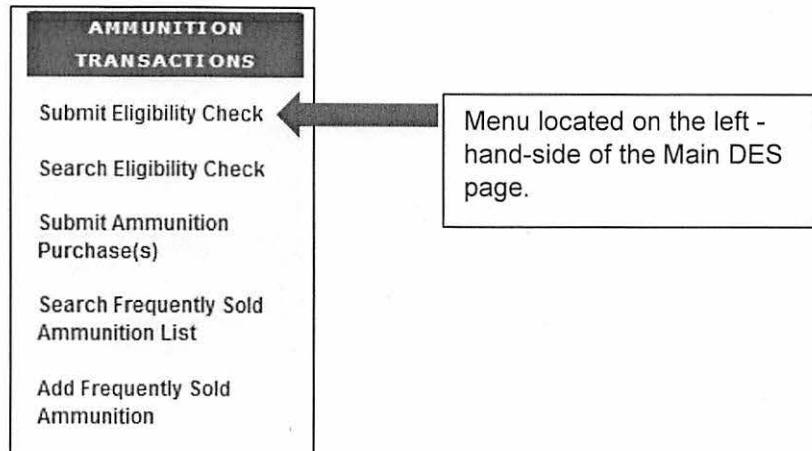 AMMUNITION
TRANSACTIONS
Submit Eligibility Check
Search Eligibility Check
Submit Ammunition
Purchase(s)
Search Frequently Sold
Ammunition List
Add Frequently Sold
Ammunition
Menu located on the left -
hand-side of the Main DES
page.